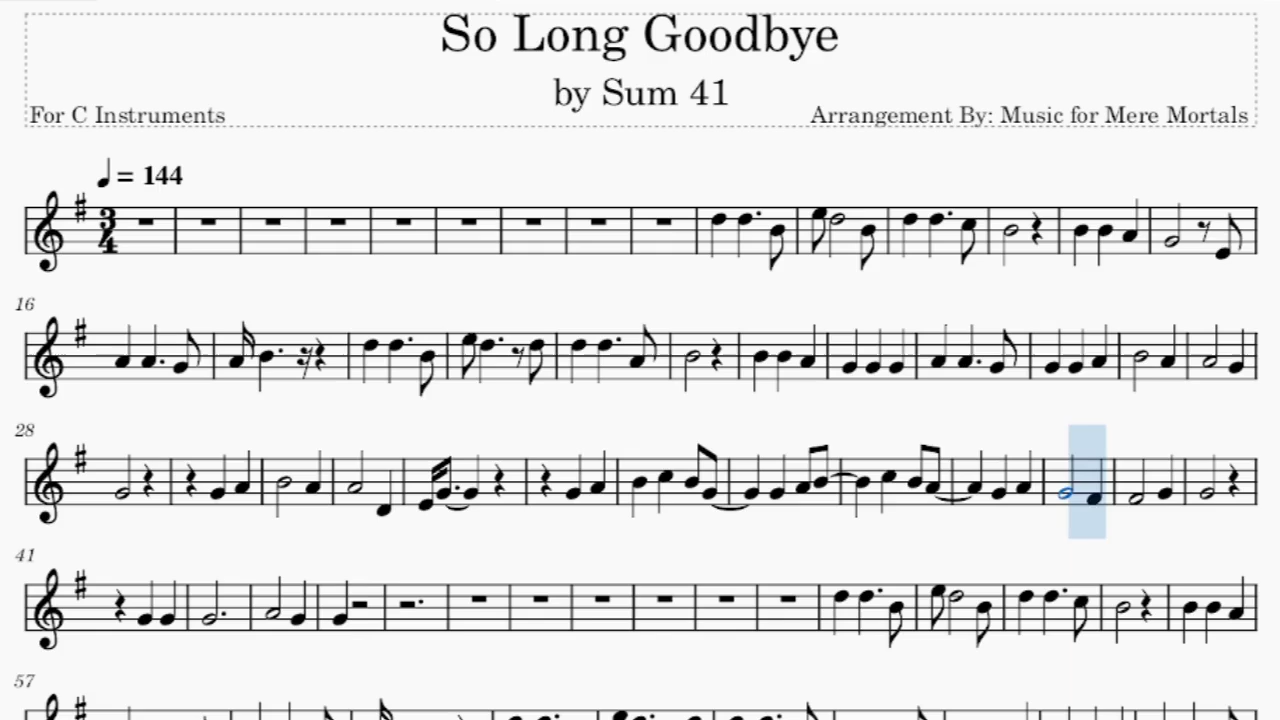 So Long Goodbye
by Sum 41
For C Instruments
Arrangement By: Music for Mere Mortals
= 144
3
4
16
28
41
57